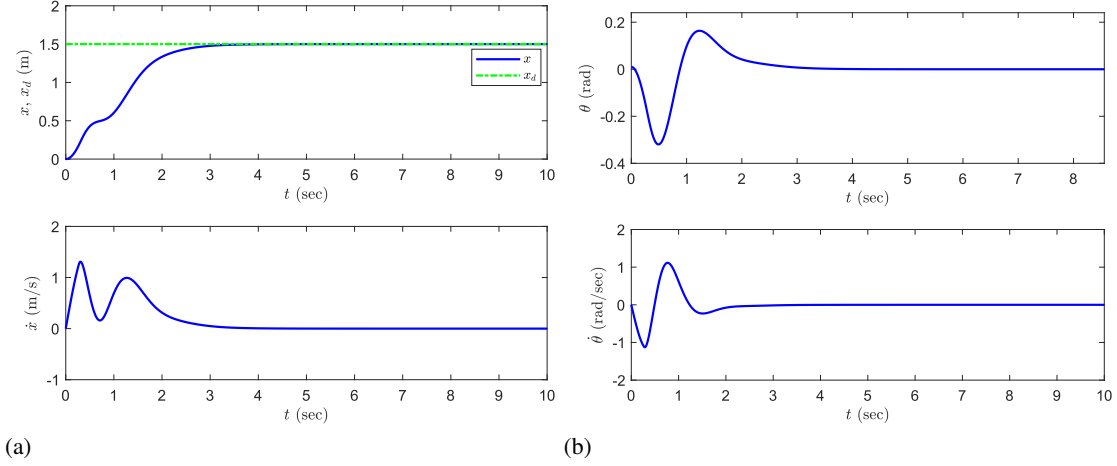 2
1.5
1
0.5
0
x, x_d (m)
x
x_d
0 1 2 3 4 5 6 7 8 9 10
t (sec)
2
1
0
-1
ẋ (m/s)
0 1 2 3 4 5 6 7 8 9 10
t (sec)
(a)
0.2
0
-0.2
-0.4
θ (rad)
0 1 2 3 4 5 6 7 8
t (sec)
2
1
0
-1
-2
θ̇ (rad/sec)
0 1 2 3 4 5 6 7 8 9 10
t (sec)
(b)